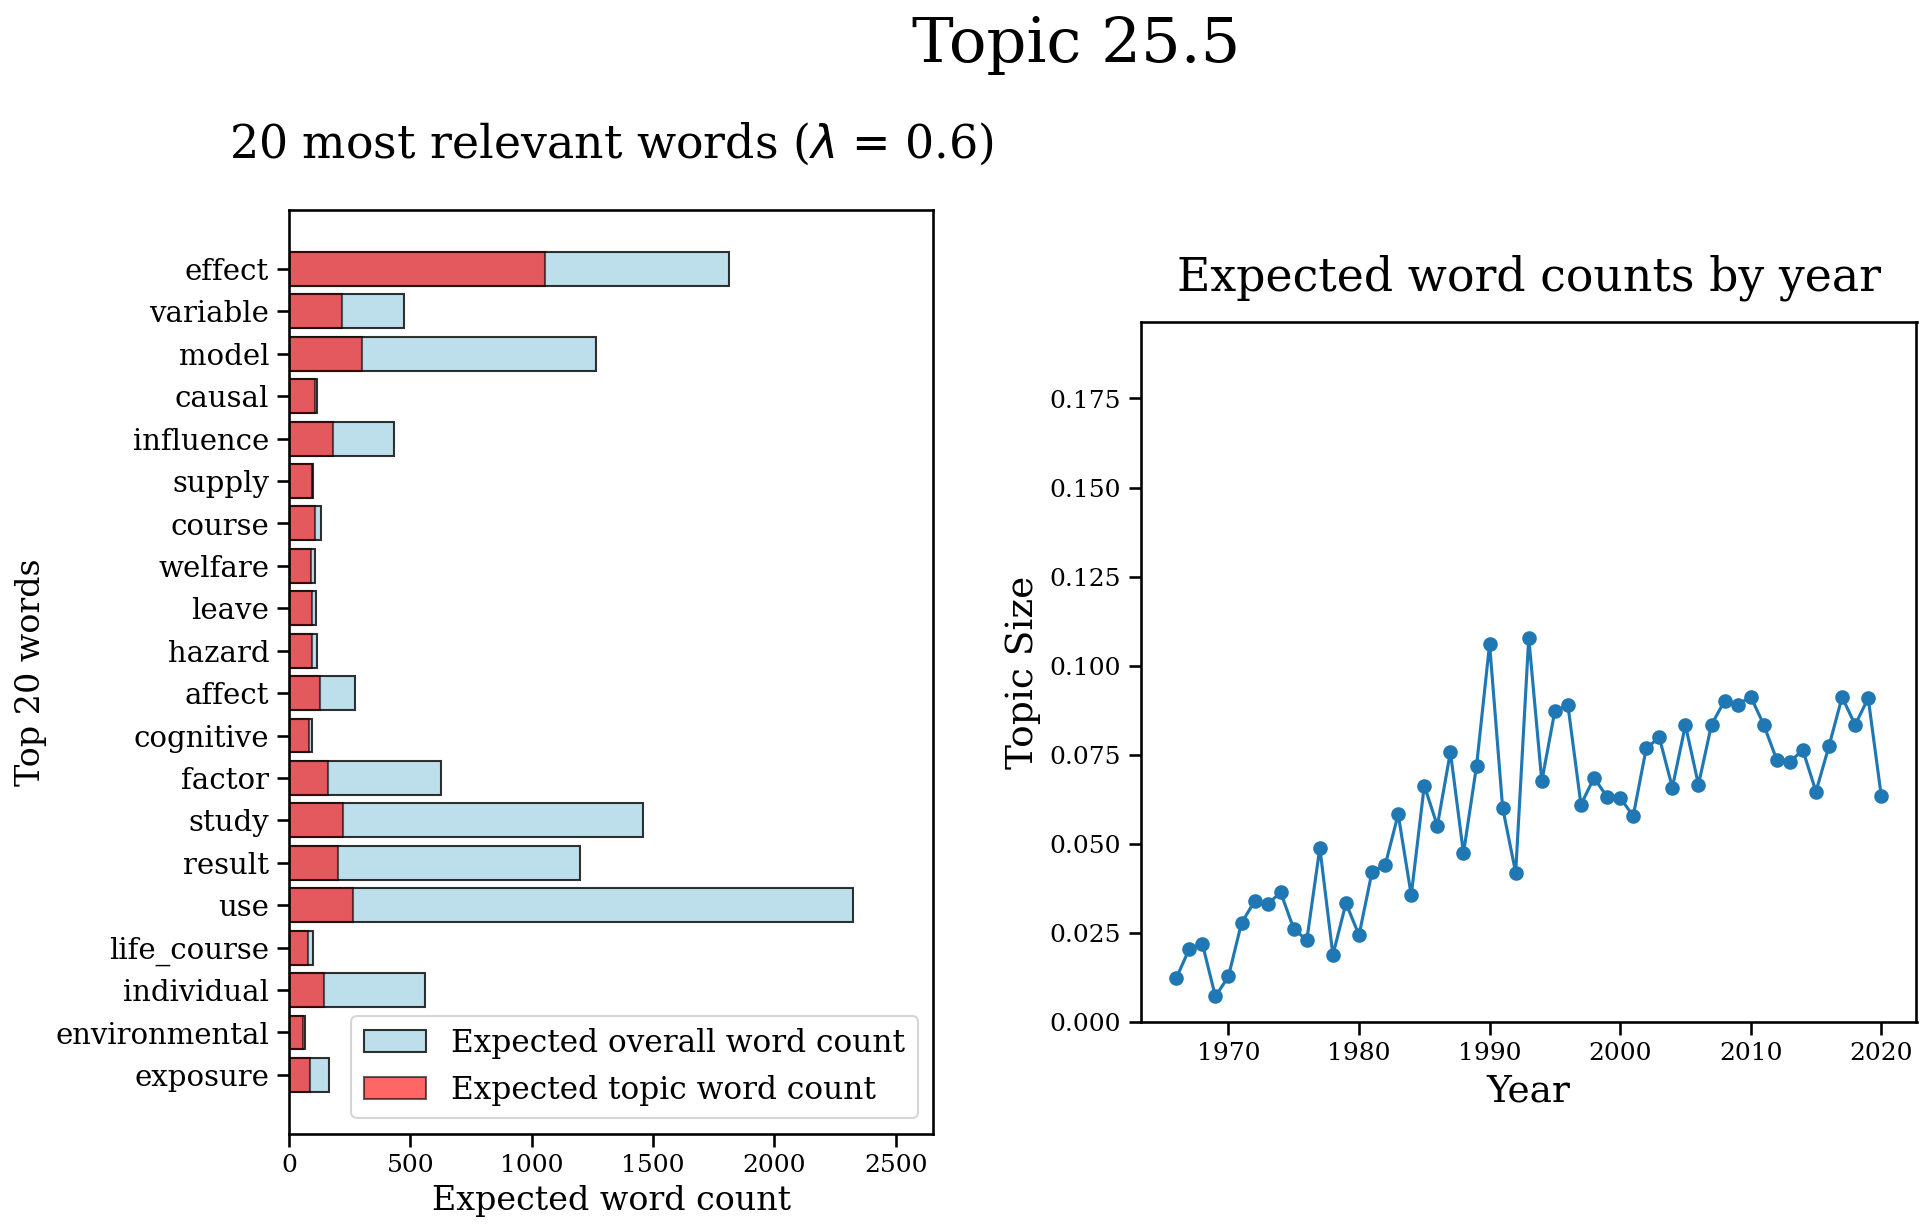 Topic 25.5
20 most relevant words (λ = 0.6)
Top 20 words
effect
variable
model
causal
influence
supply
course
welfare
leave
hazard
affect
cognitive
factor
study
result
use
life_course
individual
environmental
exposure
Expected overall word count
Expected topic word count
0 500 1000 1500 2000 2500
Expected word count
Expected word counts by year
Topic Size
0.175
0.150
0.125
0.100
0.075
0.050
0.025
0.000
1970 1980 1990 2000 2010 2020
Year